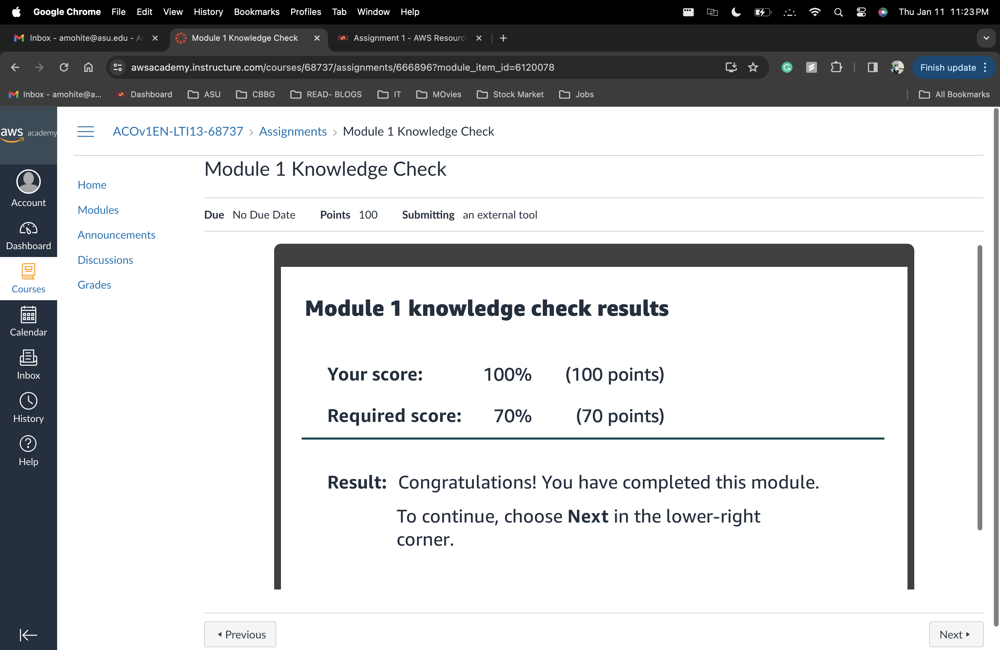 Google Chrome File Edit View History Bookmarks Profiles Tab Window Help Thu Jan 11 11:23 PM
Inbox - amohite@asu.edu - A Module 1 Knowledge Check Assignment 1 - AWS Resourc
awsacademy.instructure.com/courses/68737/assignments/666896?module_item_id=6120078 Finish update
Inbox - amohite@a... Dashboard ASU CBBG READ- BLOGS IT MOvies Stock Market Jobs All Bookmarks
aws academy
ACOv1EN-LTI13-68737 > Assignments > Module 1 Knowledge Check
Account
Dashboard
Courses
Calendar
Inbox
History
Help
Home
Modules
Announcements
Discussions
Grades
Module 1 Knowledge Check
Due No Due Date Points 100 Submitting an external tool
Module 1 knowledge check results
Your score: 100% (100 points)
Required score: 70% (70 points)
Result: Congratulations! You have completed this module.
To continue, choose Next in the lower-right
corner.
Previous
Next